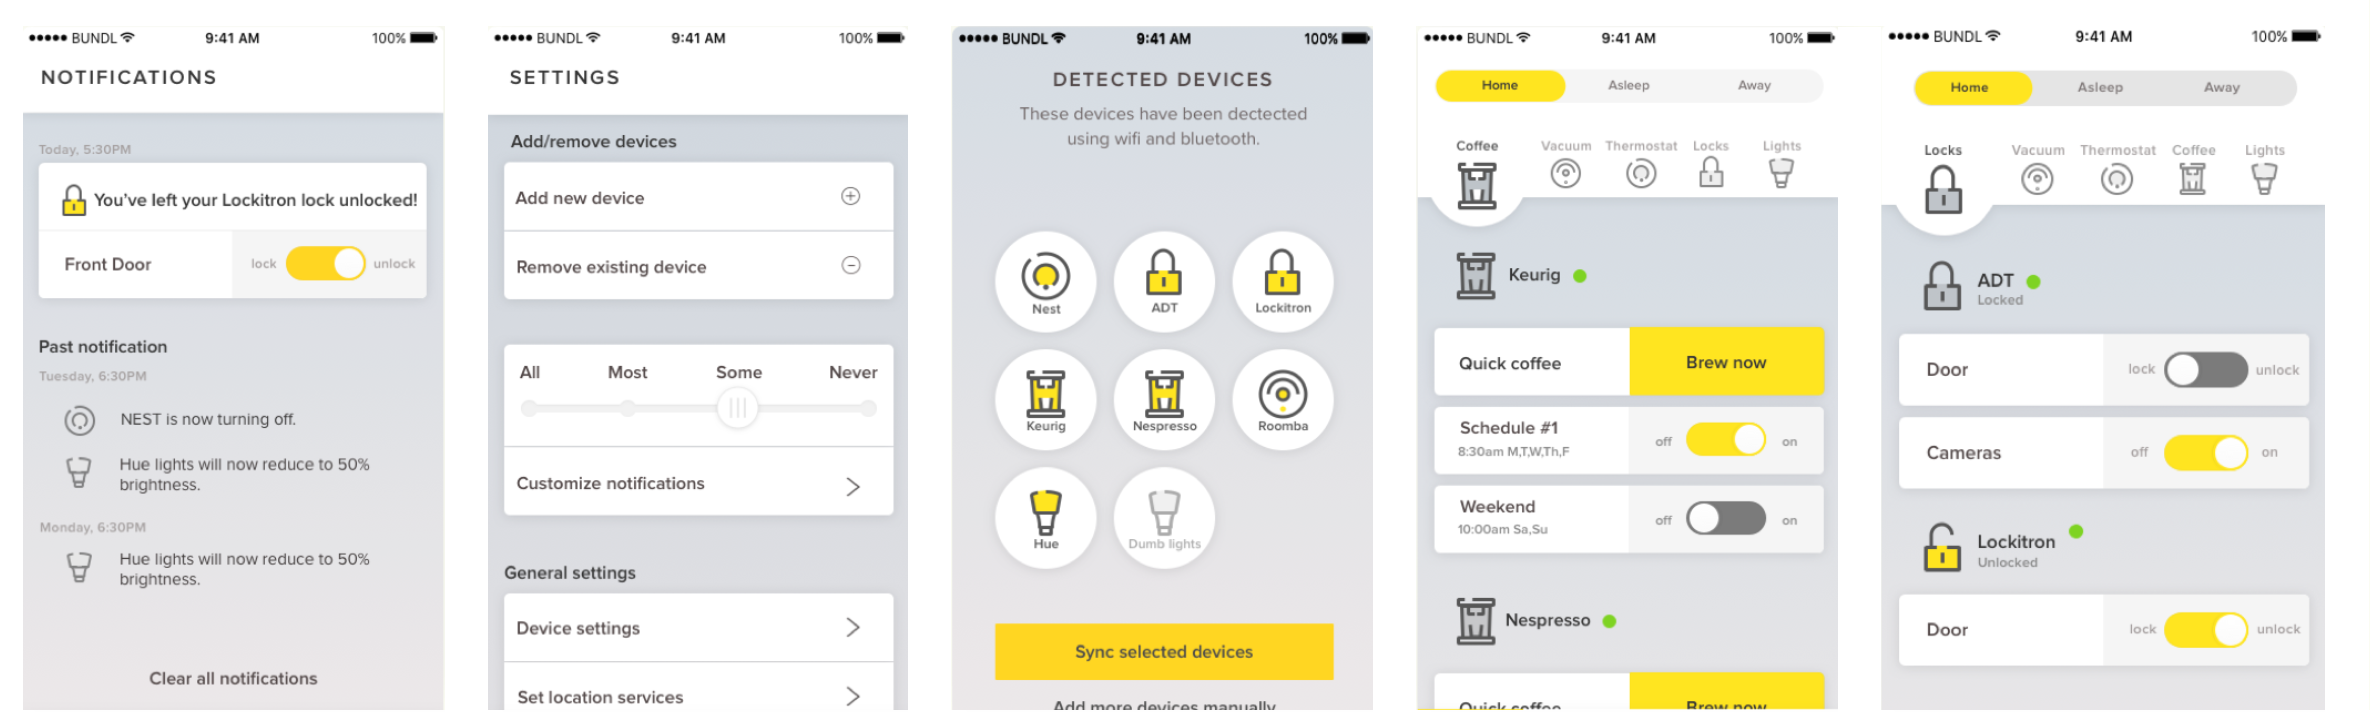 BUNDL 9:41 AM 100%
NOTIFICATIONS
Today, 5:30PM
You've left your Lockitron lock unlocked!
Front Door lock unlock
Past notification
Tuesday, 6:30PM
NEST is now turning off.
Hue lights will now reduce to 50%
brightness.
Monday, 6:30PM
Hue lights will now reduce to 50%
brightness.
Clear all notifications
BUNDL 9:41 AM 100%
SETTINGS
Add/remove devices
Add new device
Remove existing device
All Most Some Never
Customize notifications
General settings
Device settings
Set location services
BUNDL 9:41 AM 100%
DETECTED DEVICES
These devices have been dectected
using wifi and bluetooth.
Nest ADT Lockitron
Keurig Nespresso Roomba
Hue Dumb lights
Sync selected devices
Add more devices manually
BUNDL 9:41 AM 100%
Home Asleep Away
Coffee Vacuum Thermostat Locks Lights
Keurig
Quick coffee Brew now
Schedule #1
8:30am M,T,W,Th,F
off on
Weekend
10:00am Sa,Su
off on
Nespresso
Quick coffee Brew now
BUNDL 9:41 AM 100%
Home Asleep Away
Locks Vacuum Thermostat Coffee Lights
ADT
Locked
Door lock unlock
Cameras off on
Lockitron
Unlocked
Door lock unlock